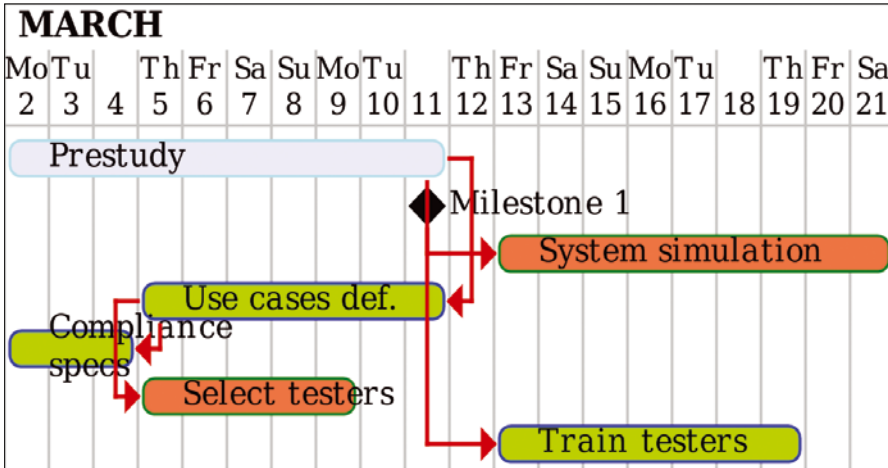 MARCH
Mo Tu Th Fr Sa Su Mo Tu Th Fr Sa Su Mo Tu Th Fr Sa
2 3 4 5 6 7 8 9 10 11 12 13 14 15 16 17 18 19 20 21
Prestudy
Milestone 1
System simulation
Use cases def.
Compliance
specs
Select testers
Train testers